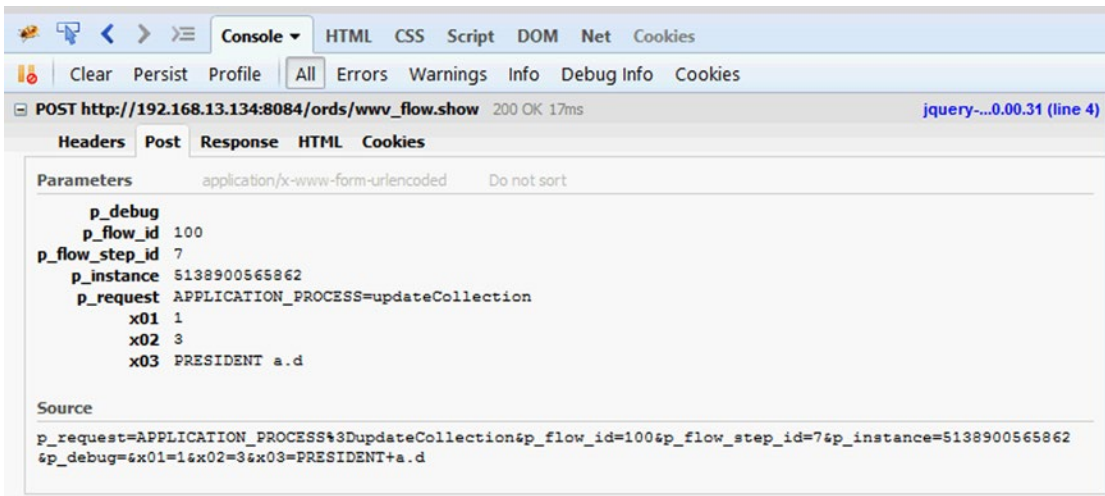 Console HTML CSS Script DOM Net Cookies
Clear Persist Profile All Errors Warnings Info Debug Info Cookies
POST http://192.168.13.134:8084/ords/wwv_flow.show 200 OK 17ms jquery-...0.00.31 (line 4)
Headers Post Response HTML Cookies
Parameters application/x-www-form-urlencoded Do not sort
p_debug
p_flow_id 100
p_flow_step_id 7
p_instance 5138900565862
p_request APPLICATION_PROCESS=updateCollection
x01 1
x02 3
x03 PRESIDENT a.d
Source
p_request=APPLICATION_PROCESS%3DupdateCollection&p_flow_id=100&p_flow_step_id=7&p_instance=5138900565862
&p_debug=&x01=1&x02=3&x03=PRESIDENT+a.d